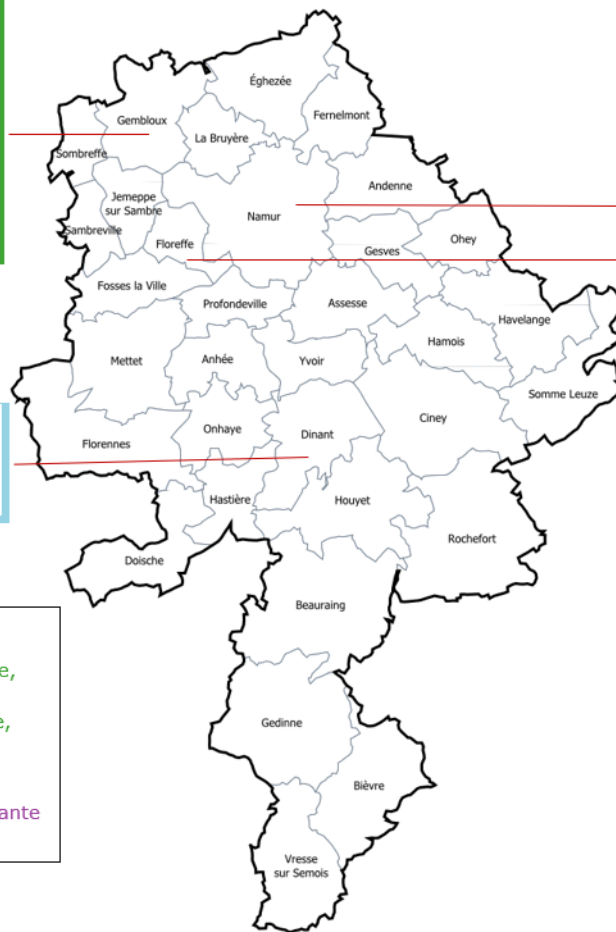 Éghezée
Gembloux
Fernelmont
La Bruyère
Sombreffe
Andenne
Jemeppe
sur Sambre
Namur
Sambreville
Floreffe
Ohey
Gesves
Fosses la Ville
Profondeville
Assesse
Havelange
Hamois
Mettet
Anhée
Yvoir
Somme Leuze
Ciney
Onhaye
Dinant
Florennes
Hastière
Houyet
Rochefort
Doische
Beauraing
e,
Gedinne
e,
Bièvre
ante
Vresse
sur Semois